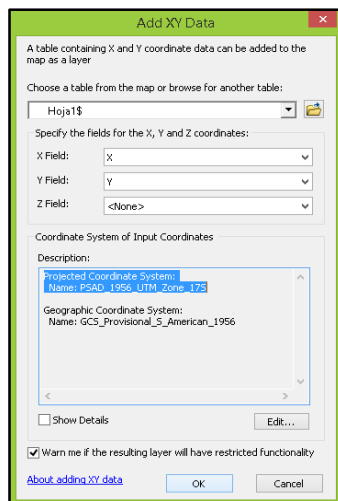 Add XY Data
A table containing X and Y coordinate data can be added to the
map as a layer
Choose a table from the map or browse for another table:
Hoja1$
Specify the fields for the X, Y and Z coordinates:
X Field: X
Y Field: Y
Z Field: <None>
Coordinate System of Input Coordinates
Description:
Projected Coordinate System:
Name: PSAD_1956_UTM_Zone_17S
Geographic Coordinate System:
Name: GCS_Provisional_S_American_1956
Show Details Edit...
Warn me if the resulting layer will have restricted functionality
About adding XY data OK Cancel